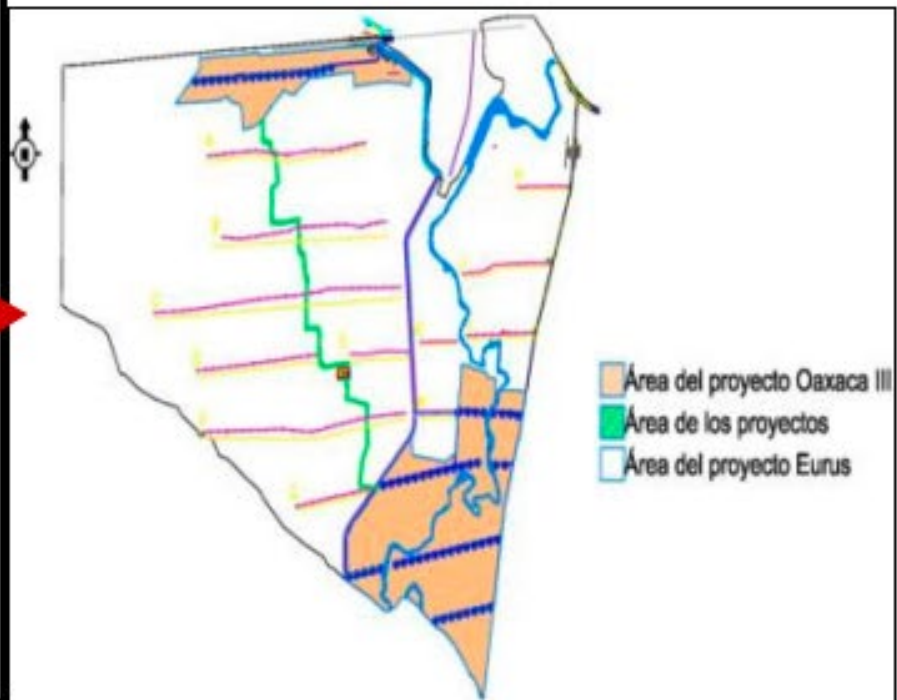 Área del proyecto Oaxaca III
Área de los proyectos
Área del proyecto Eurus